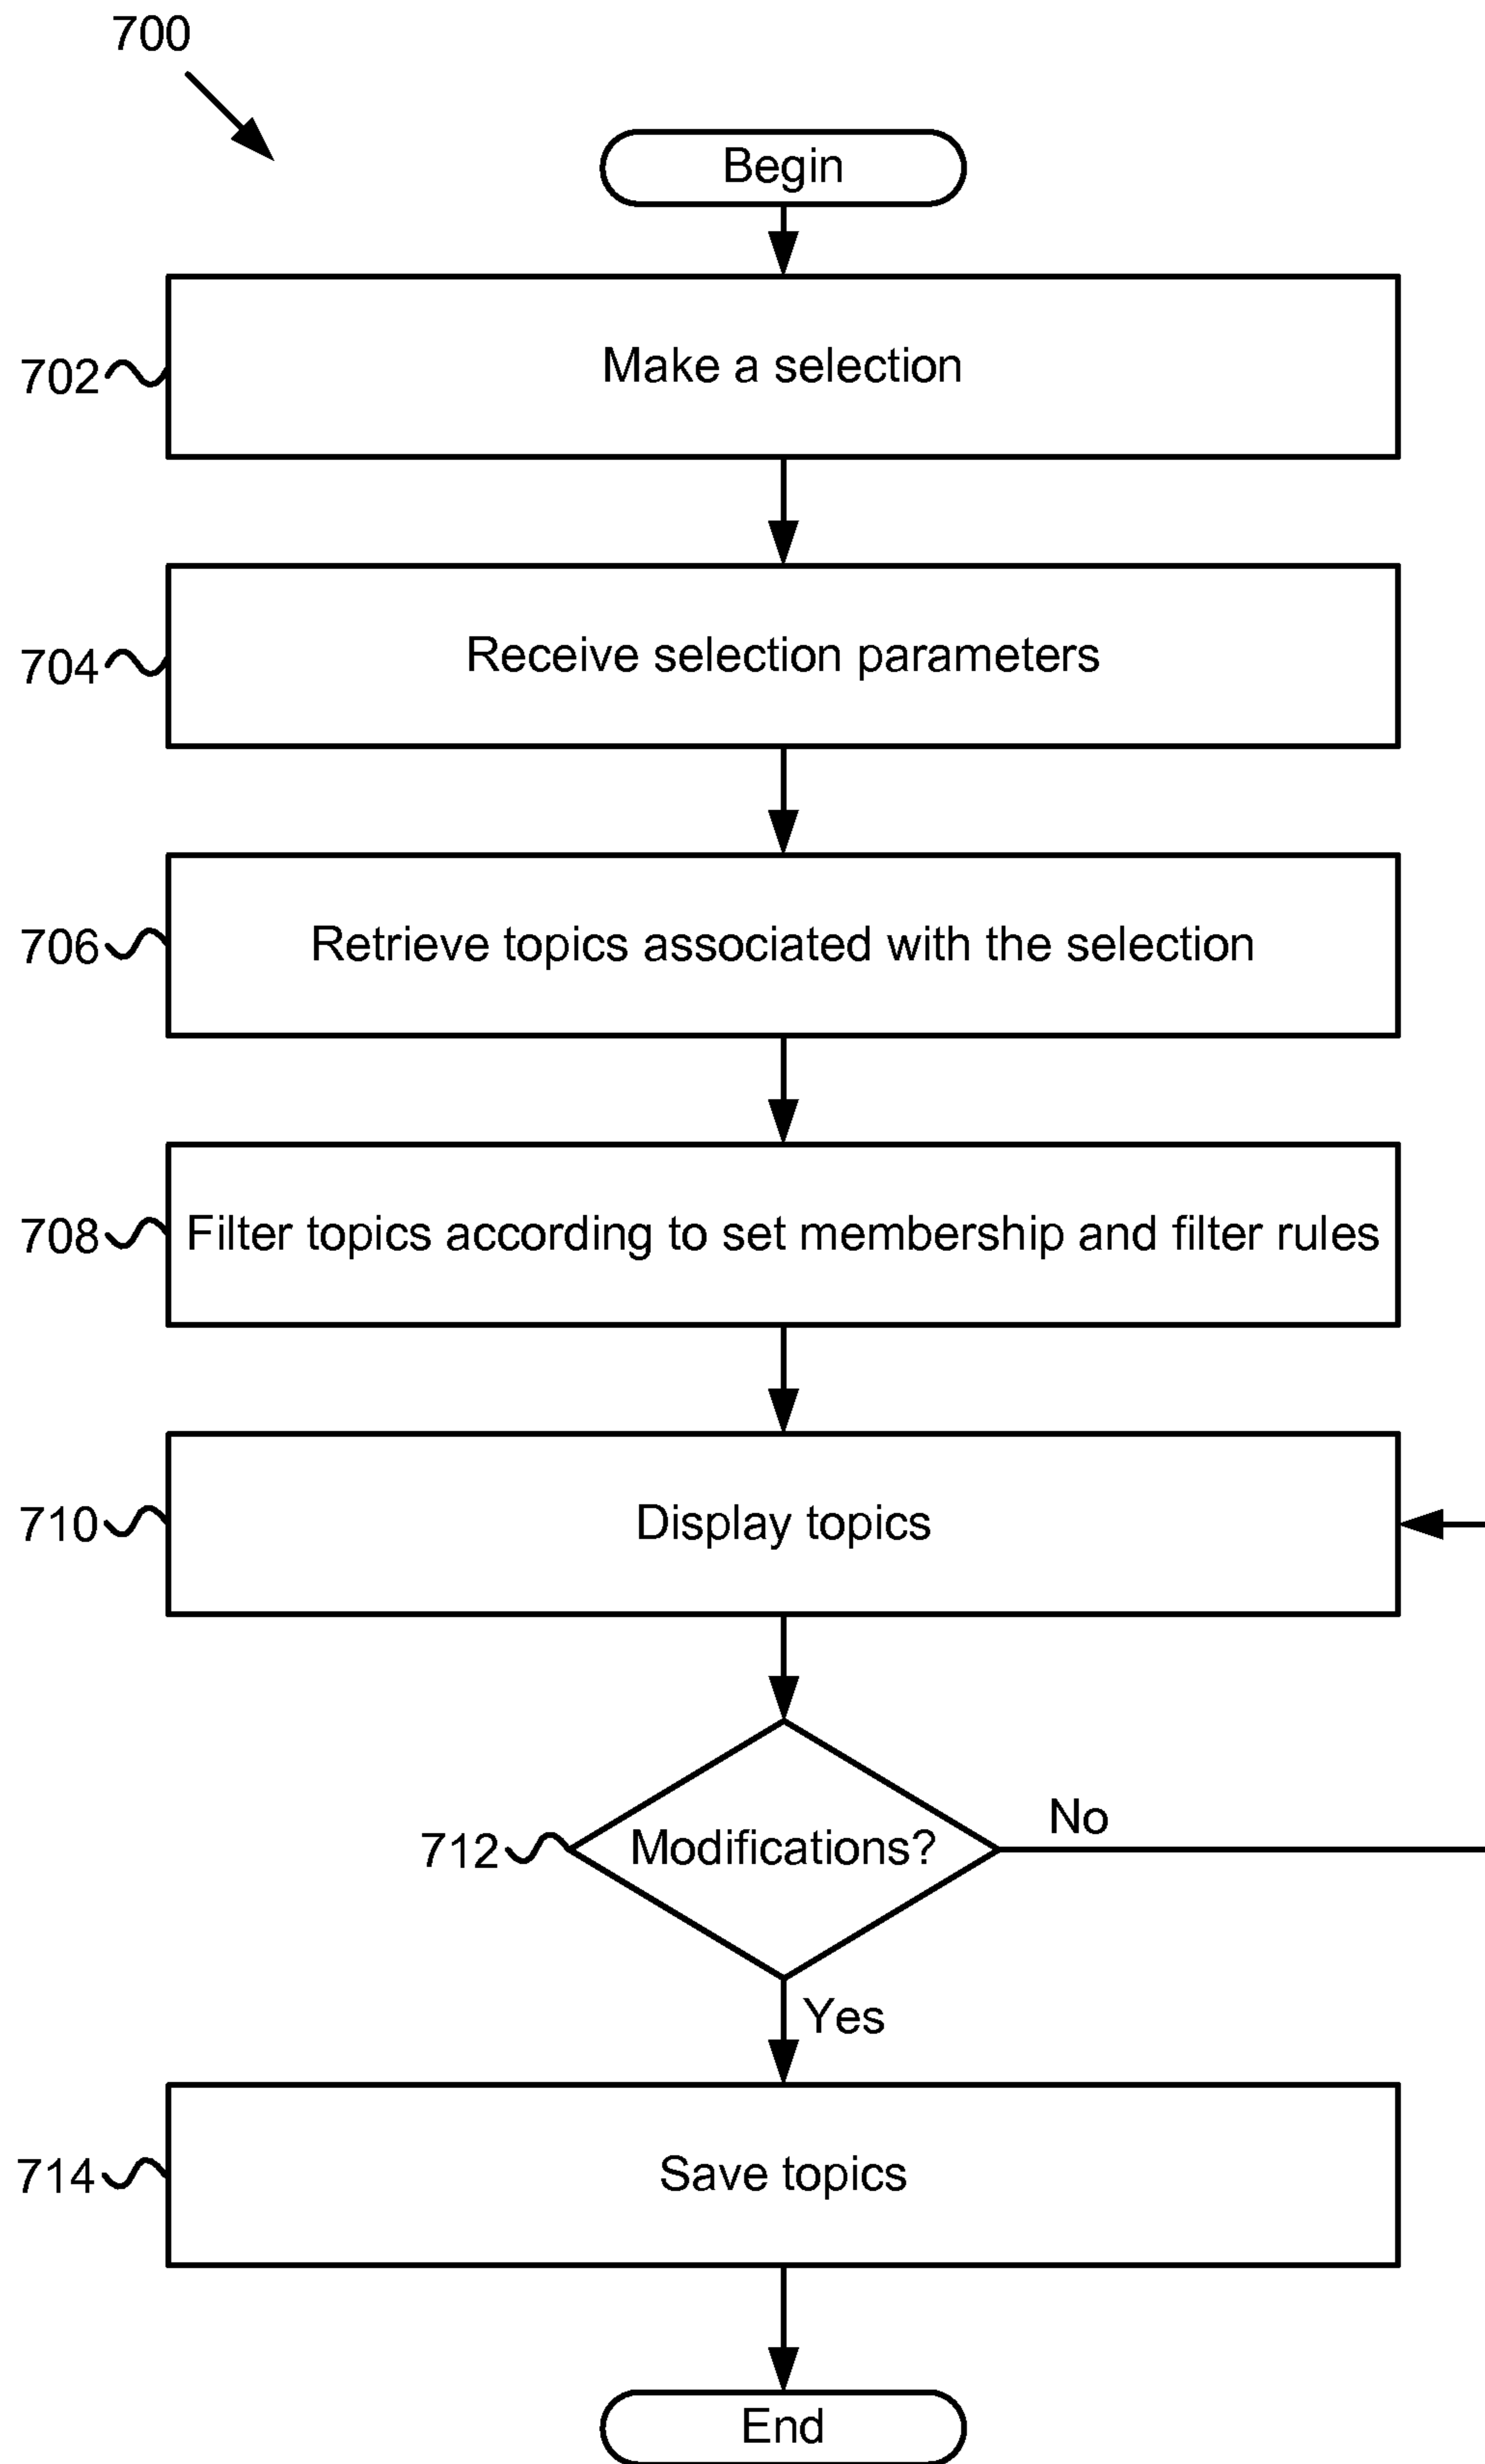 700
Begin
702
Make a selection
704
Receive selection parameters
706
Retrieve topics associated with the selection
708
Filter topics according to set membership and filter rules
710
Display topics
712
Modifications?
No
Yes
714
Save topics
End